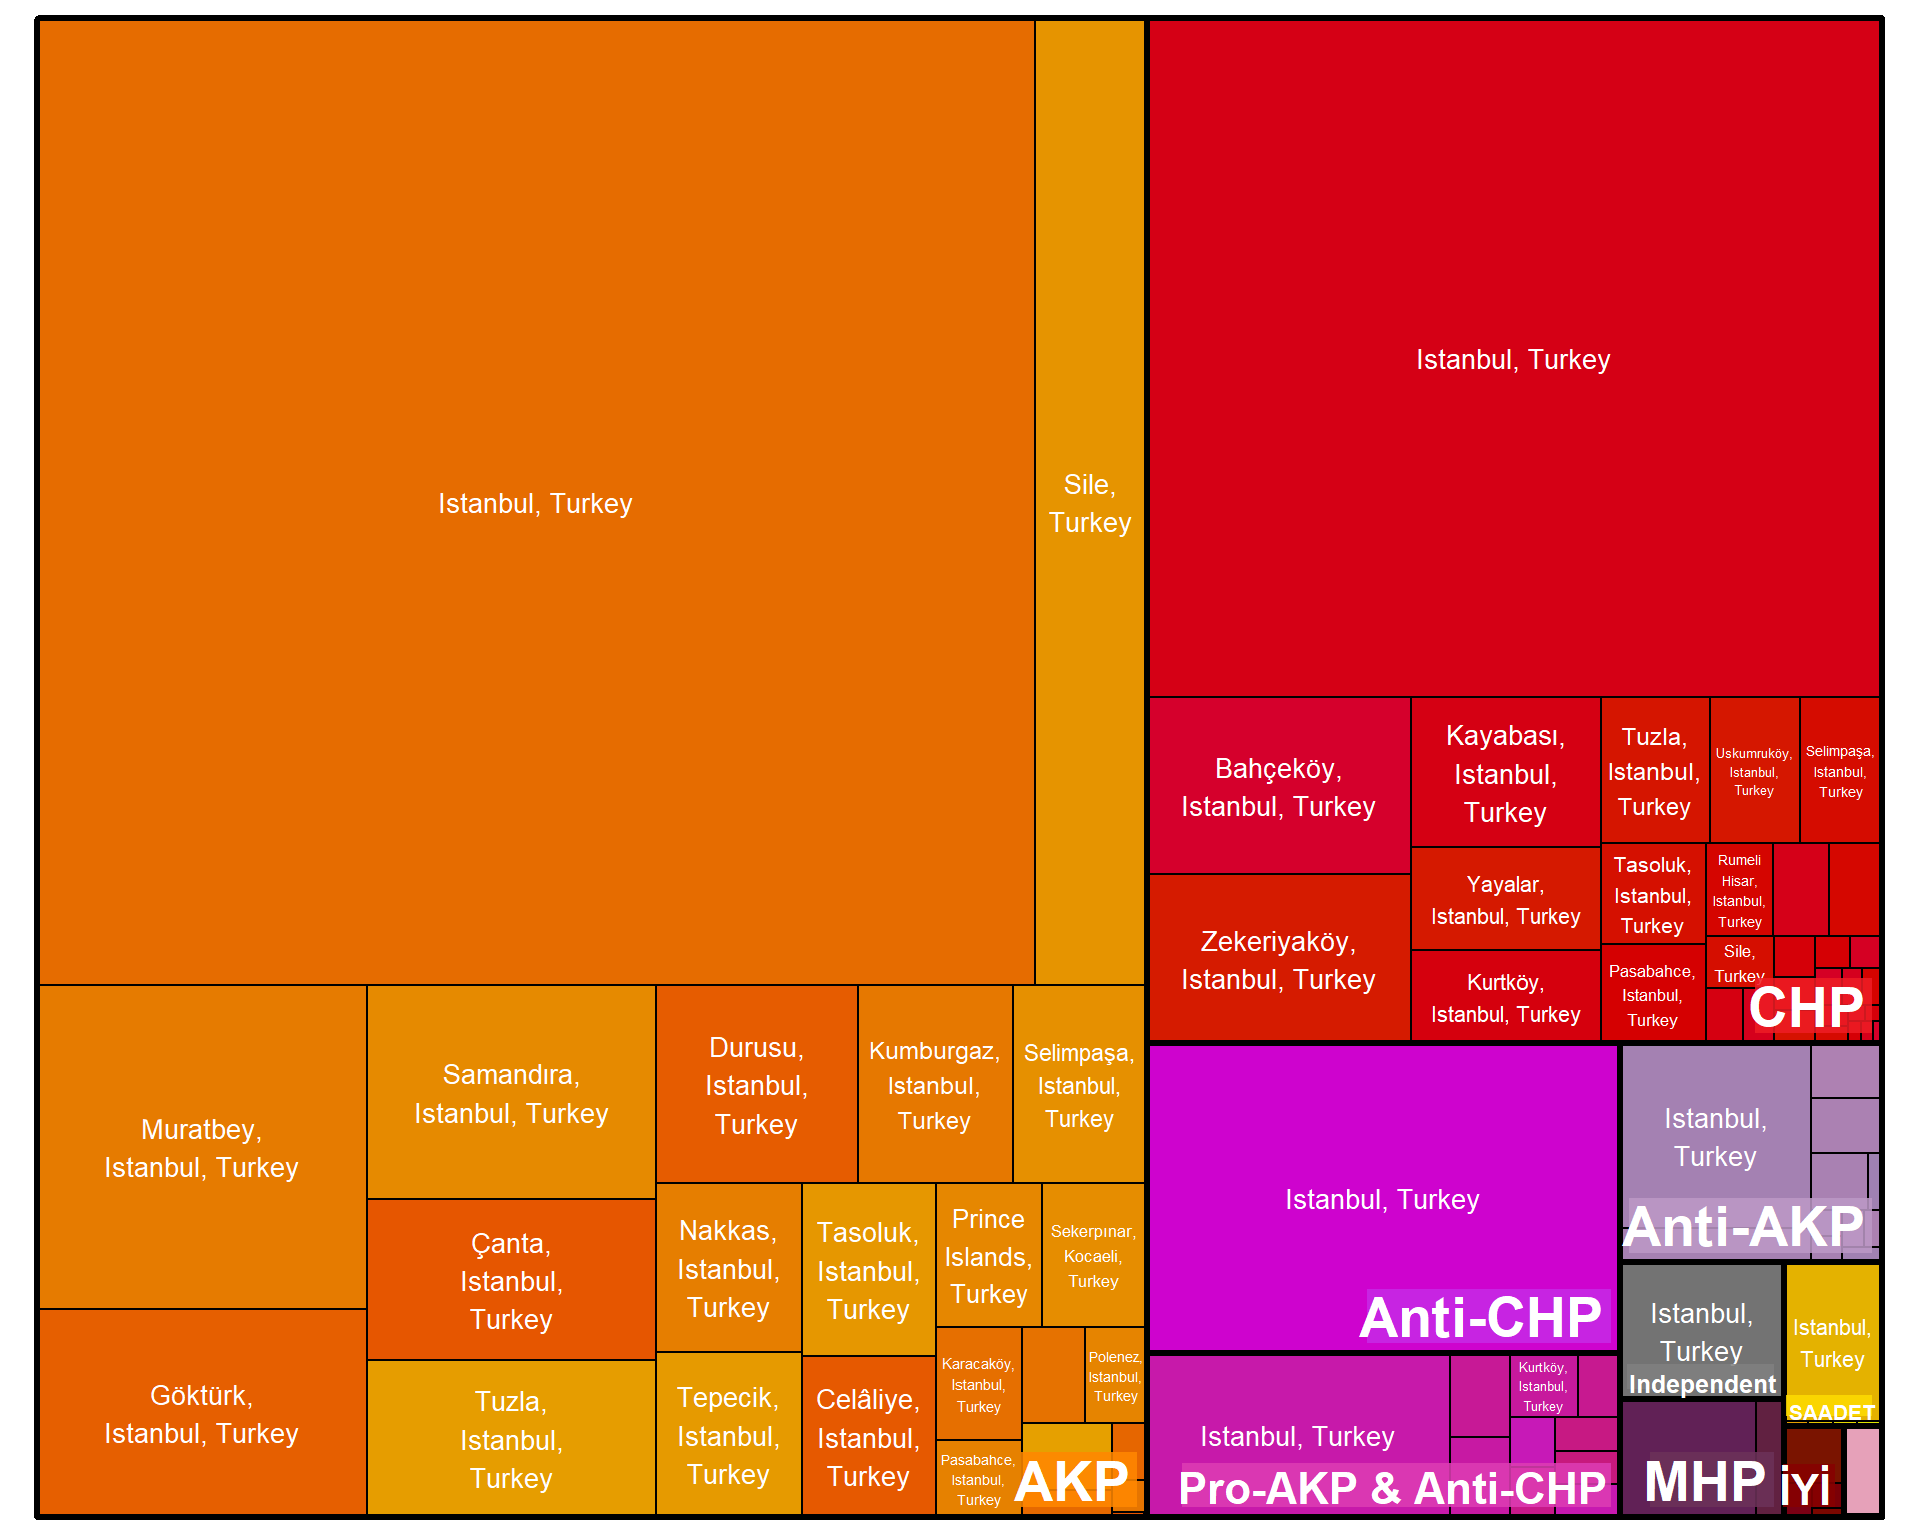 Istanbul, Turkey
Sile,
Turkey
Muratbey,
Istanbul, Turkey
Göktürk,
Istanbul, Turkey
Samandıra,
Istanbul, Turkey
Çanta,
Istanbul,
Turkey
Tuzla,
Istanbul,
Turkey
Durusu,
Istanbul,
Turkey
Kumburgaz,
Istanbul,
Turkey
Selimpaşa,
Istanbul,
Turkey
Nakkas,
Istanbul,
Turkey
Tepecik,
Istanbul,
Turkey
Tasoluk,
Istanbul,
Turkey
Celâliye,
Istanbul,
Turkey
Prince
Islands,
Turkey
Sekerpınar,
Kocaeli,
Turkey
Karacaköy,
Istanbul,
Turkey
Polenez,
Istanbul,
Turkey
Pasabahce,
Istanbul,
Turkey
AKP
Istanbul, Turkey
Bahçeköy,
Istanbul, Turkey
Zekeriyaköy,
Istanbul, Turkey
Kayabası,
Istanbul,
Turkey
Yayalar,
Istanbul, Turkey
Kurtköy,
Istanbul, Turkey
Tuzla,
Istanbul,
Turkey
Uskumruköy,
Istanbul,
Turkey
Selimpaşa,
Istanbul,
Turkey
Tasoluk,
Istanbul,
Turkey
Pasabahce,
Istanbul,
Turkey
Rumeli
Hisar,
Istanbul,
Turkey
Sile,
Turkey
CHP
Istanbul, Turkey
Anti-CHP
Istanbul, Turkey
Kurtköy,
Istanbul,
Turkey
Pro-AKP & Anti-CHP
Istanbul,
Turkey
Anti-AKP
Istanbul,
Turkey
Independent
Istanbul,
Turkey
SAADET
MHP
İYİ